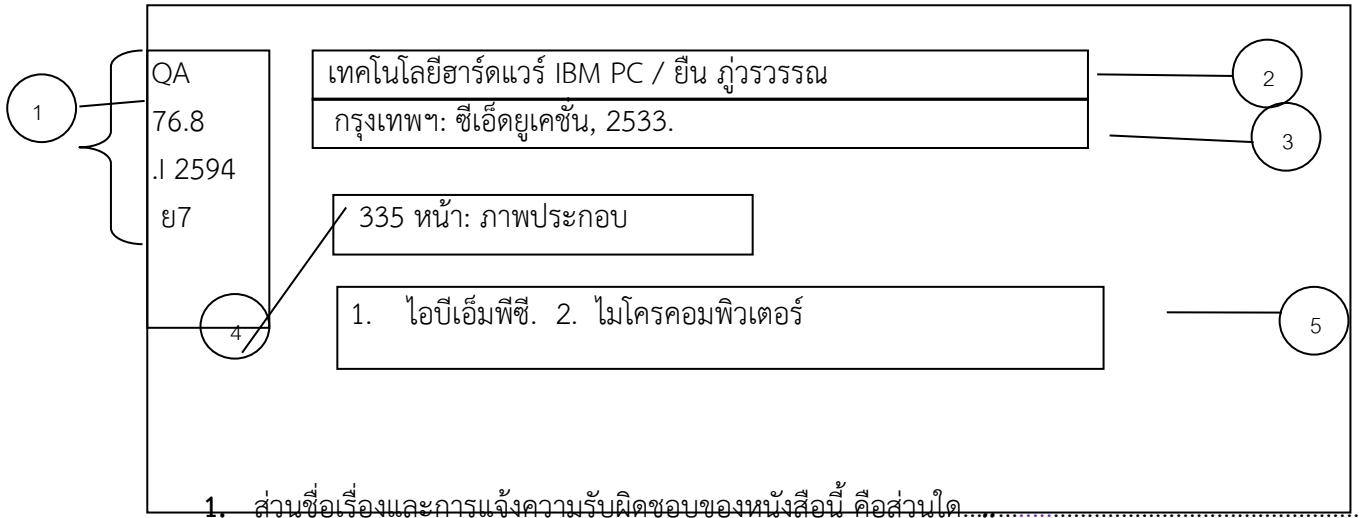 QA
76.8
.I 2594
ย7
1
เทคโนโลยีฮาร์ดแวร์ IBM PC / ยืน ภู่วรวรรณ
2
กรุงเทพฯ: ซีเอ็ดยูเคชั่น, 2533.
3
335 หน้า: ภาพประกอบ
4
1. ไอบีเอ็มพีซี. 2. ไมโครคอมพิวเตอร์
5
1. ส่วนชื่อเรื่องและการแจ้งความรับผิดชอบของหนังสือนี้ คือส่วนใด........................................................